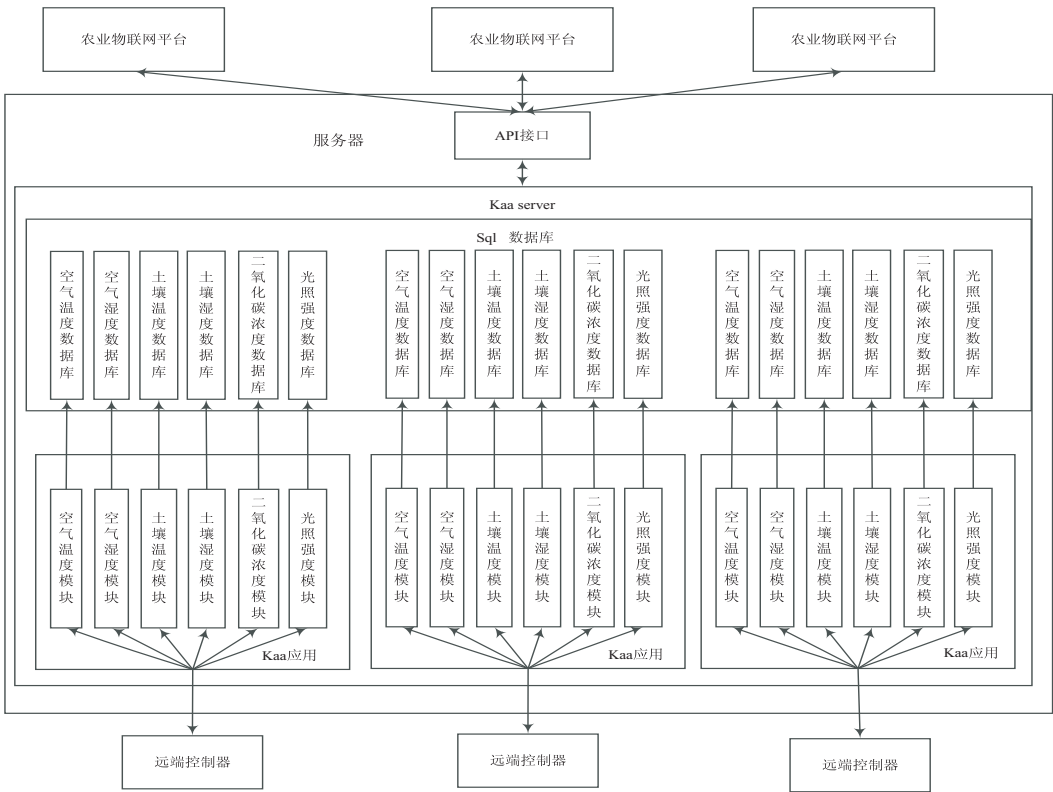 农业物联网平台
农业物联网平台
农业物联网平台
服务器
API接口
Kaa server
Sql 数据库
空气温度数据库
空气湿度数据库
土壤温度数据库
土壤湿度数据库
二氧化碳浓度数据库
光照强度数据库
空气温度数据库
空气湿度数据库
土壤温度数据库
土壤湿度数据库
二氧化碳浓度数据库
光照强度数据库
空气温度数据库
空气湿度数据库
土壤温度数据库
土壤湿度数据库
二氧化碳浓度数据库
光照强度数据库
空气温度模块
空气湿度模块
土壤温度模块
土壤湿度模块
二氧化碳浓度模块
光照强度模块
Kaa应用
空气温度模块
空气湿度模块
土壤温度模块
土壤湿度模块
二氧化碳浓度模块
光照强度模块
Kaa应用
空气温度模块
空气湿度模块
土壤温度模块
土壤湿度模块
二氧化碳浓度模块
光照强度模块
Kaa应用
远端控制器
远端控制器
远端控制器